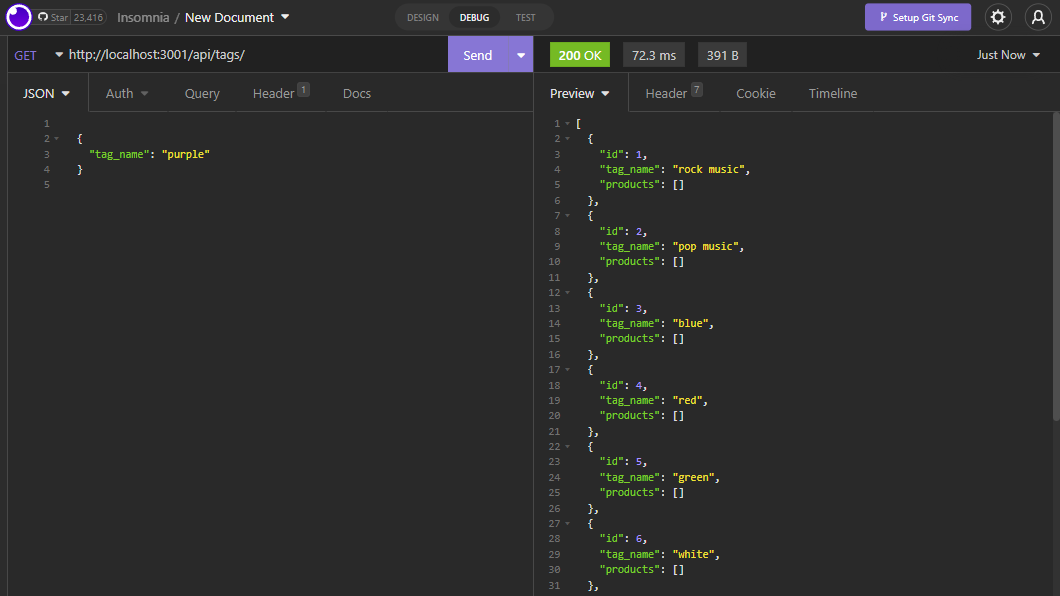 Star 23,416 Insomnia / New Document DESIGN DEBUG TEST Setup Git Sync
GET http://localhost:3001/api/tags/ Send 200 OK 72.3 ms 391 B Just Now
JSON Auth Query Header 1 Docs
1
2 {
3 "tag_name": "purple"
4 }
5
Preview Header 7 Cookie Timeline
1 [
2 {
3 "id": 1,
4 "tag_name": "rock music",
5 "products": []
6 },
7 {
8 "id": 2,
9 "tag_name": "pop music",
10 "products": []
11 },
12 {
13 "id": 3,
14 "tag_name": "blue",
15 "products": []
16 },
17 {
18 "id": 4,
19 "tag_name": "red",
20 "products": []
21 },
22 {
23 "id": 5,
24 "tag_name": "green",
25 "products": []
26 },
27 {
28 "id": 6,
29 "tag_name": "white",
30 "products": []
31 },